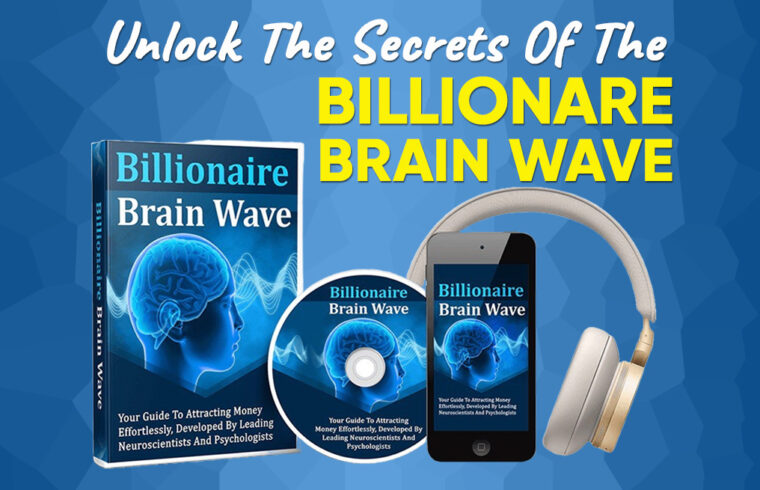 Unlock The Secrets Of The
BILLIONARE
BRAIN WAVE
Billionaire
Brain Wave
Your Guide To Attracting Money
Effortlessly, Developed By Leading
Neuroscientists And Psychologists
Billionaire Brain Wave
Billionaire
Brain Wave
Your Guide To Attracting
Money Effortlessly, Developed By
Leading Neuroscientists And
Psychologists
Billionaire
Brain Wave
Your Guide To Attracting Money
Effortlessly, Developed By Leading
Neuroscientists And Psychologists